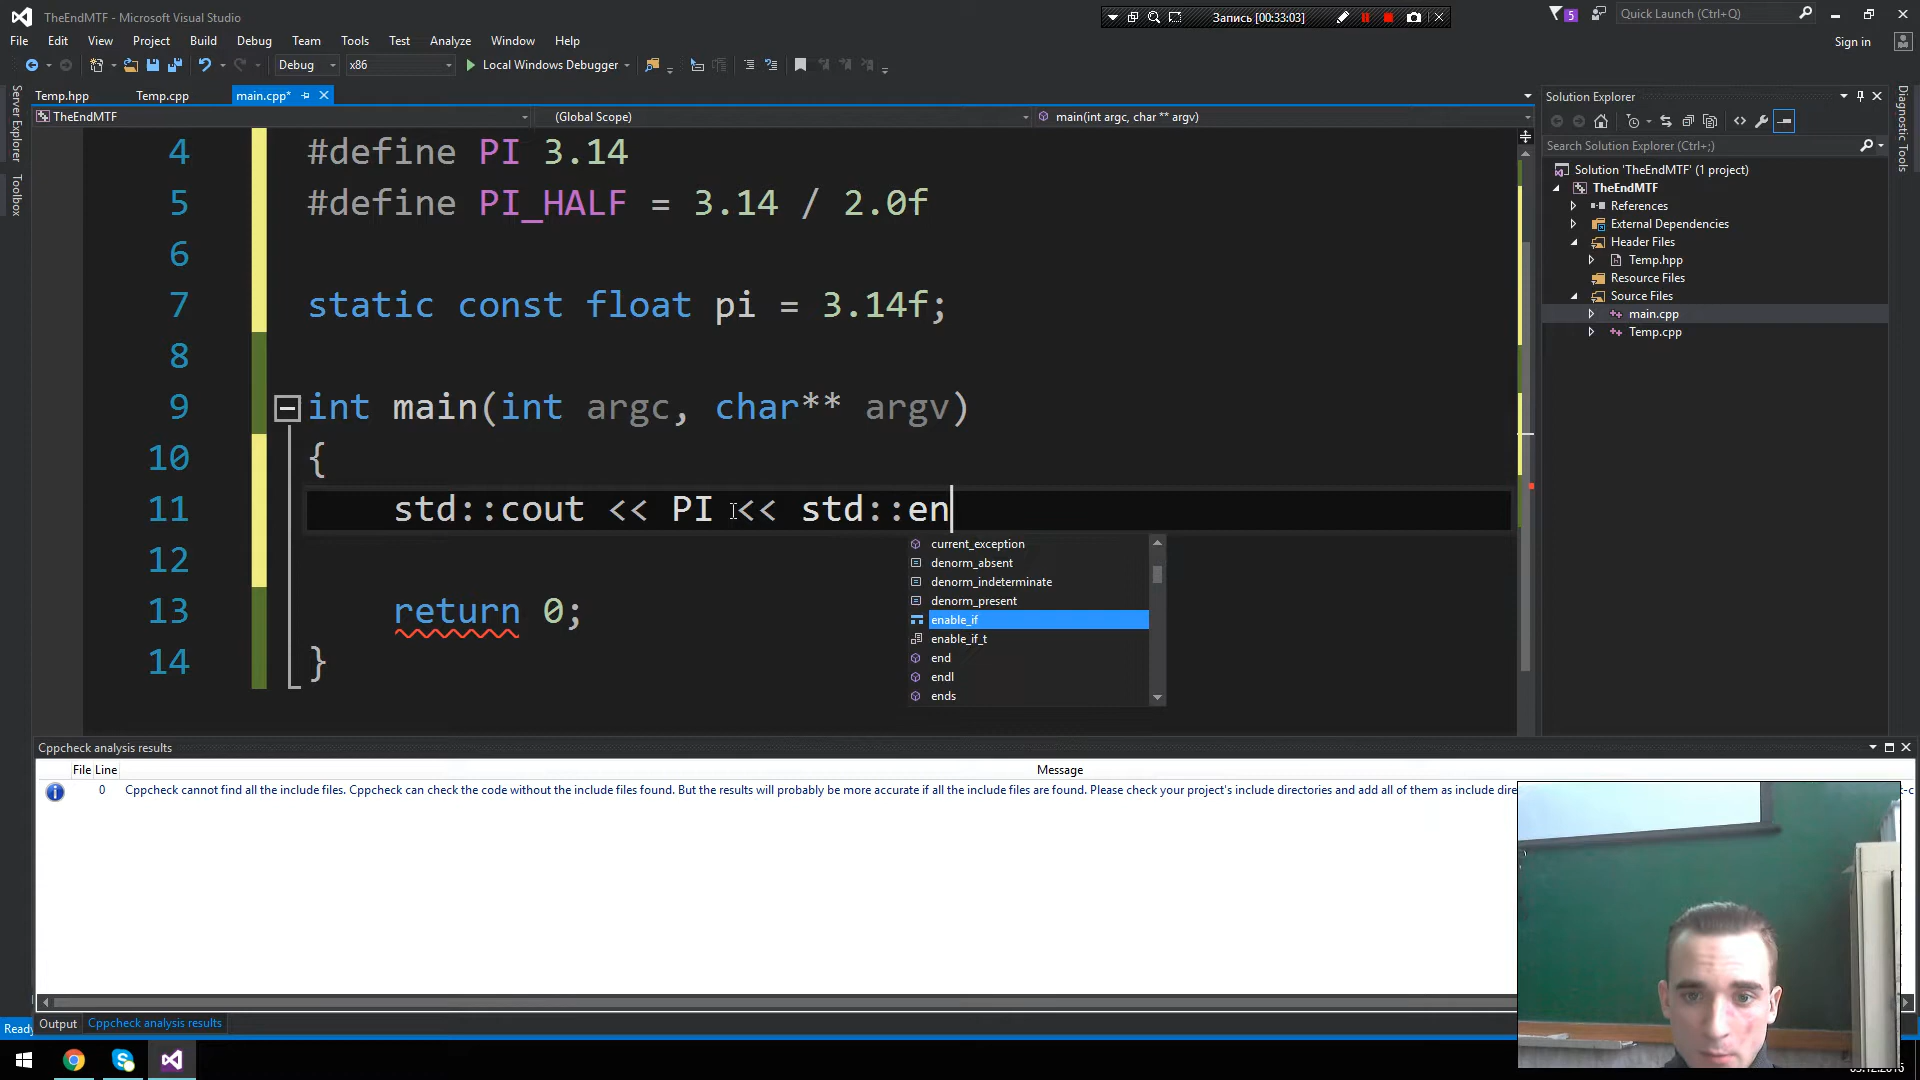 TheEndMTF - Microsoft Visual Studio
Запись [00:33:03]
5
Quick Launch (Ctrl+Q)
File Edit View Project Build Debug Team Tools Test Analyze Window Help
Sign in
Debug x86 Local Windows Debugger
Server Explorer
Toolbox
Temp.hpp Temp.cpp main.cpp*
TheEndMTF (Global Scope) main(int argc, char ** argv)
4 #define PI 3.14
5 #define PI_HALF = 3.14 / 2.0f
6
7 static const float pi = 3.14f;
8
9 int main(int argc, char** argv)
10 {
11 std::cout << PI << std::en
12
13 return 0;
14 }
current_exception
denorm_absent
denorm_indeterminate
denorm_present
enable_if
enable_if_t
end
endl
ends
Solution Explorer
Search Solution Explorer (Ctrl+;)
Solution 'TheEndMTF' (1 project)
TheEndMTF
References
External Dependencies
Header Files
Temp.hpp
Resource Files
Source Files
main.cpp
Temp.cpp
Diagnostic Tools
Cppcheck analysis results
File Line Message
0 Cppcheck cannot find all the include files. Cppcheck can check the code without the include files found. But the results will probably be more accurate if all the include files are found. Please check your project's include directories and add all of them as include dire
Output Cppcheck analysis results
Ready